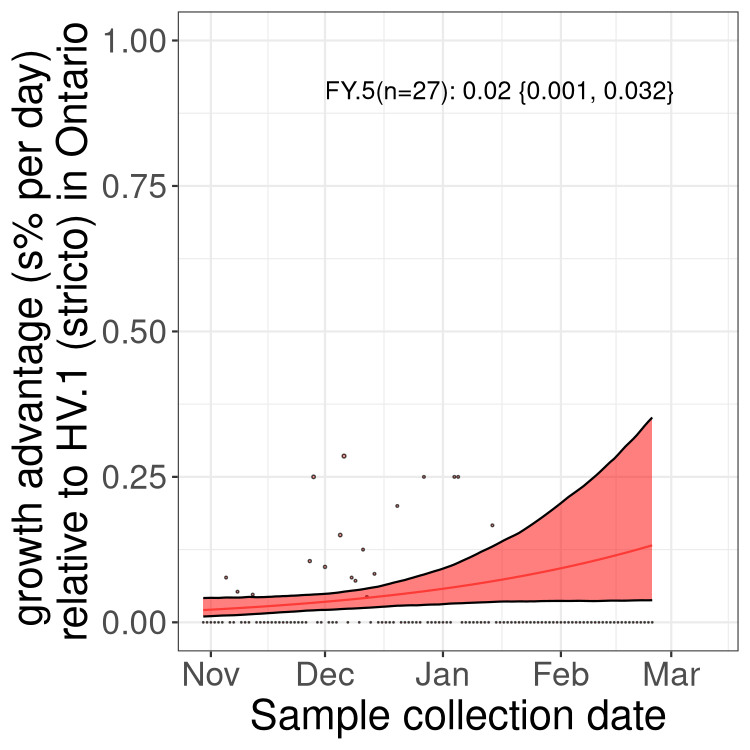 growth advantage (s% per day)
relative to HV.1 (stricto) in Ontario
1.00
0.75
0.50
0.25
0.00
FY.5(n=27): 0.02 {0.001, 0.032}
Nov Dec Jan Feb Mar
Sample collection date